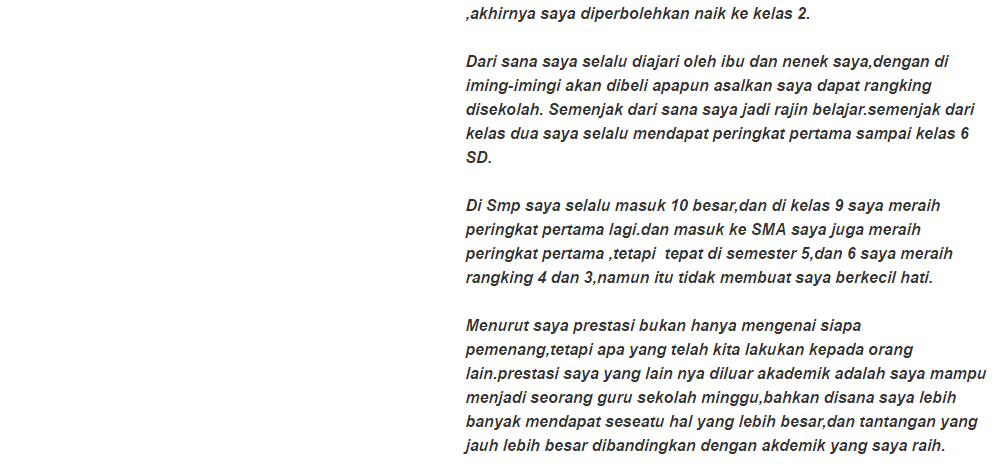 ,akhirnya saya diperbolehkan naik ke kelas 2.
Dari sana saya selalu diajari oleh ibu dan nenek saya,dengan di
iming-imingi akan dibeli apapun asalkan saya dapat rangking
disekolah. Semenjak dari sana saya jadi rajin belajar.semenjak dari
kelas dua saya selalu mendapat peringkat pertama sampai kelas 6
SD.
Di Smp saya selalu masuk 10 besar,dan di kelas 9 saya meraih
peringkat pertama lagi.dan masuk ke SMA saya juga meraih
peringkat pertama ,tetapi  tepat di semester 5,dan 6 saya meraih
rangking 4 dan 3,namun itu tidak membuat saya berkecil hati.
Menurut saya prestasi bukan hanya mengenai siapa
pemenang,tetapi apa yang telah kita lakukan kepada orang
lain.prestasi saya yang lain nya diluar akademik adalah saya mampu
menjadi seorang guru sekolah minggu,bahkan disana saya lebih
banyak mendapat seseatu hal yang lebih besar,dan tantangan yang
jauh lebih besar dibandingkan dengan akdemik yang saya raih.